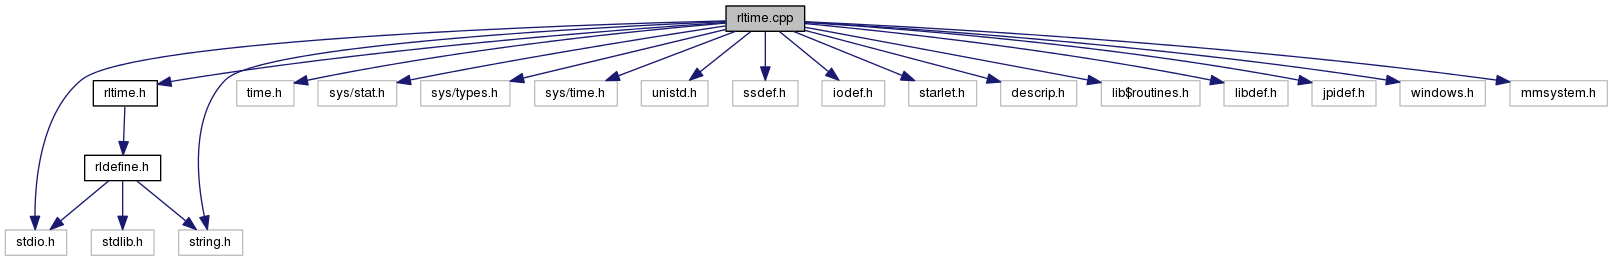 rltime.cpp
rltime.h
time.h
sys/stat.h
sys/types.h
sys/time.h
unistd.h
ssdef.h
iodef.h
starlet.h
descrip.h
lib$routines.h
libdef.h
jpidef.h
windows.h
mmsystem.h
rldefine.h
stdio.h
stdlib.h
string.h